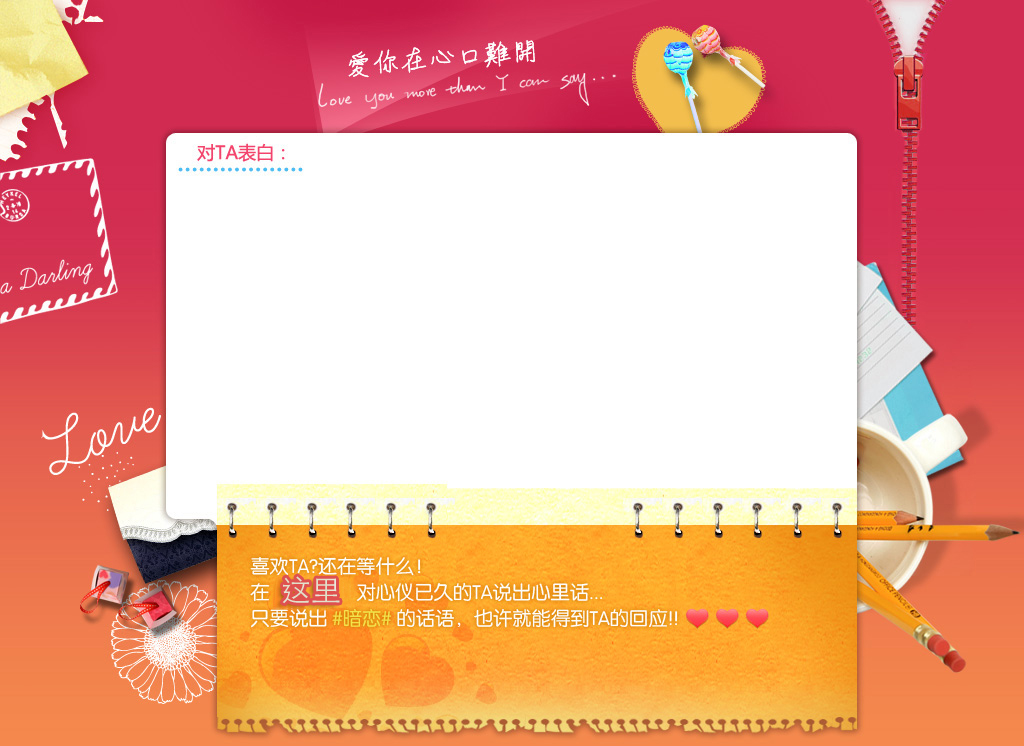 愛你在心口難開
Love you more than I can say...
对TA表白：
a Darling
Love
喜欢TA?还在等什么!
在 这里 对心仪已久的TA说出心里话...
只要说出 #暗恋# 的话语，也许就能得到TA的回应!! ♥ ♥ ♥